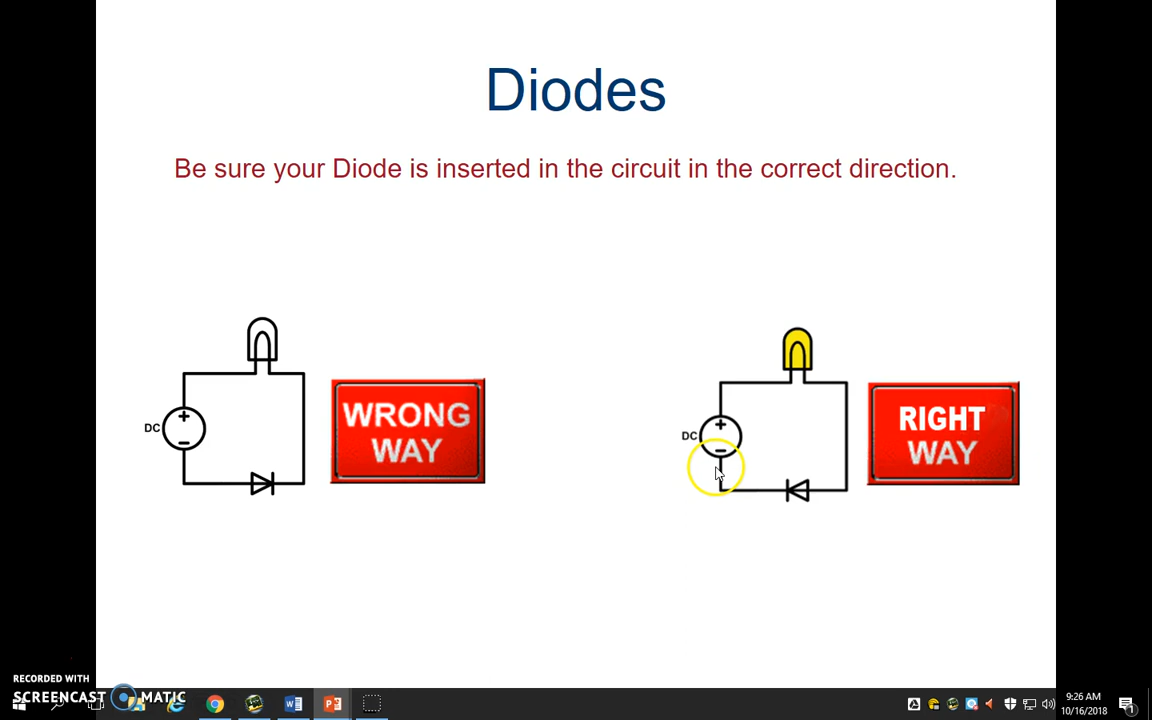 Diodes
Be sure your Diode is inserted in the circuit in the correct direction.
DC
+
−
WRONG
WAY
DC
+
−
RIGHT
WAY
RECORDED WITH
SCREENCAST MATIC
9:26 AM
10/16/2018
1